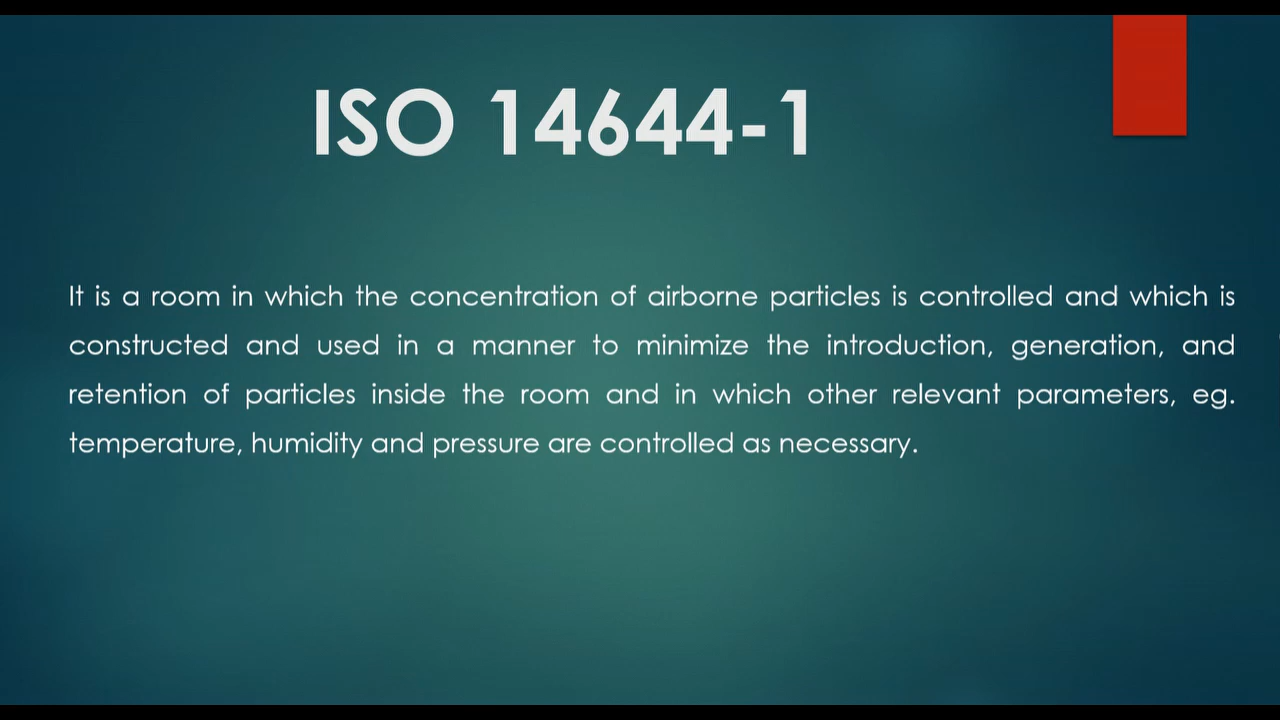 ISO 14644-1
It is a room in which the concentration of airborne particles is controlled and which is
constructed and used in a manner to minimize the introduction, generation, and
retention of particles inside the room and in which other relevant parameters, eg.
temperature, humidity and pressure are controlled as necessary.